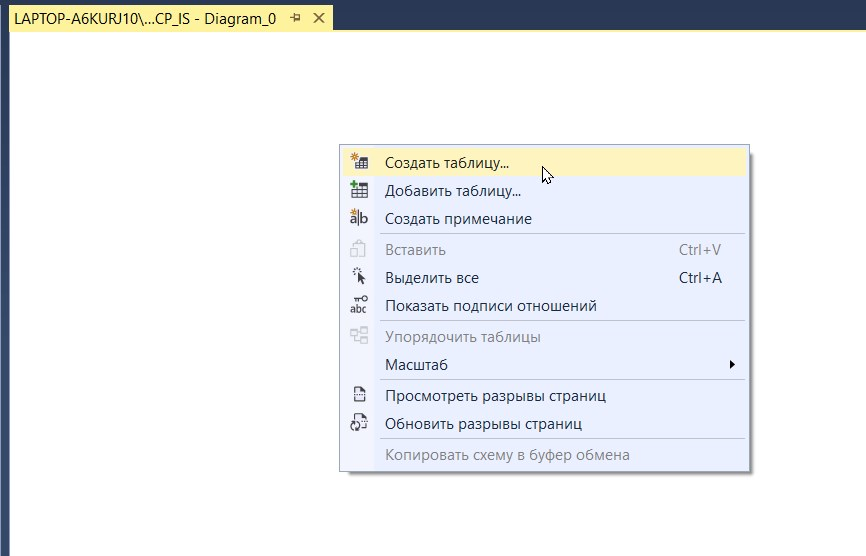 LAPTOP-A6KURJ10\...CP_IS - Diagram_0
Создать таблицу...
Добавить таблицу...
a|b Создать примечание
Вставить Ctrl+V
Выделить все Ctrl+A
abc Показать подписи отношений
Упорядочить таблицы
Масштаб
Просмотреть разрывы страниц
Обновить разрывы страниц
Копировать схему в буфер обмена